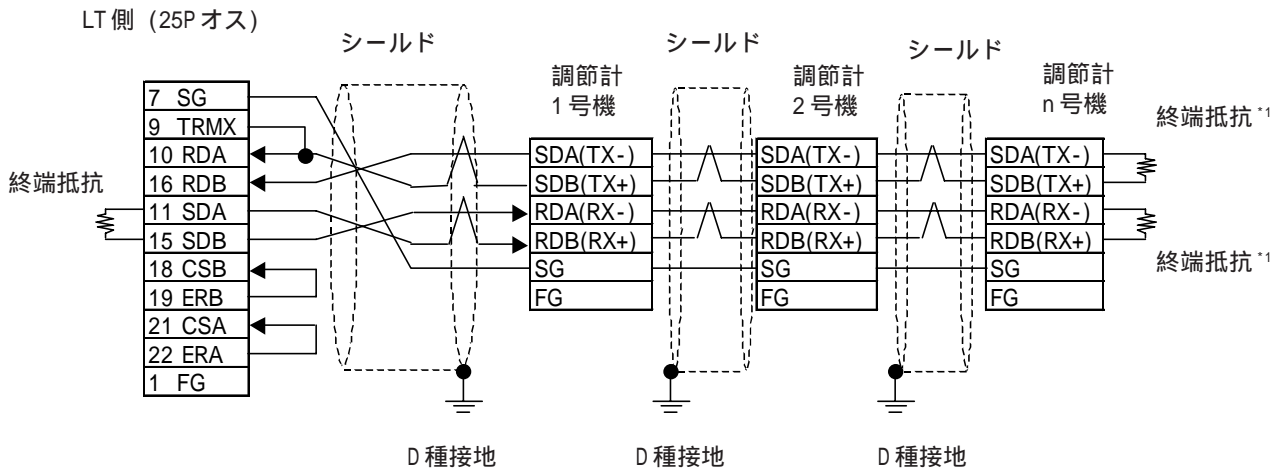 LT側 (25Pオス)
シールド
シールド
シールド
調節計
1号機
調節計
2号機
調節計
n号機
終端抵抗*1
7 SG
9 TRMX
10 RDA
16 RDB
11 SDA
15 SDB
18 CSB
19 ERB
21 CSA
22 ERA
1 FG
終端抵抗
SDA(TX-)
SDB(TX+)
RDA(RX-)
RDB(RX+)
SG
FG
SDA(TX-)
SDB(TX+)
RDA(RX-)
RDB(RX+)
SG
FG
SDA(TX-)
SDB(TX+)
RDA(RX-)
RDB(RX+)
SG
FG
終端抵抗*1
D種接地
D種接地
D種接地